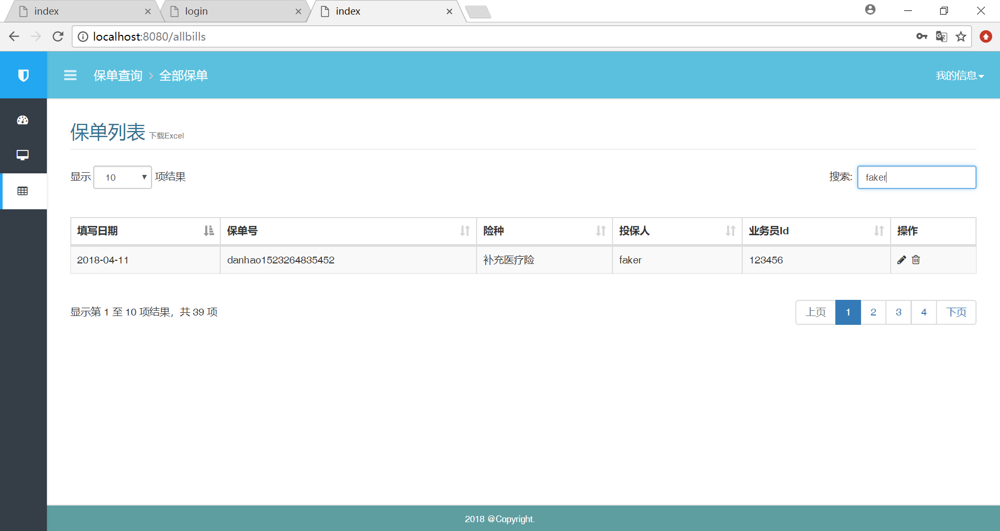 index
login
index
localhost:8080/allbills
保单查询 > 全部保单
我的信息
保单列表 下载Excel
显示 10 项结果
搜索: faker
填写日期 保单号 险种 投保人 业务员Id 操作
2018-04-11 danhao1523264835452 补充医疗险 faker 123456
显示第 1 至 10 项结果，共 39 项
上页 1 2 3 4 下页
2018 @Copyright.